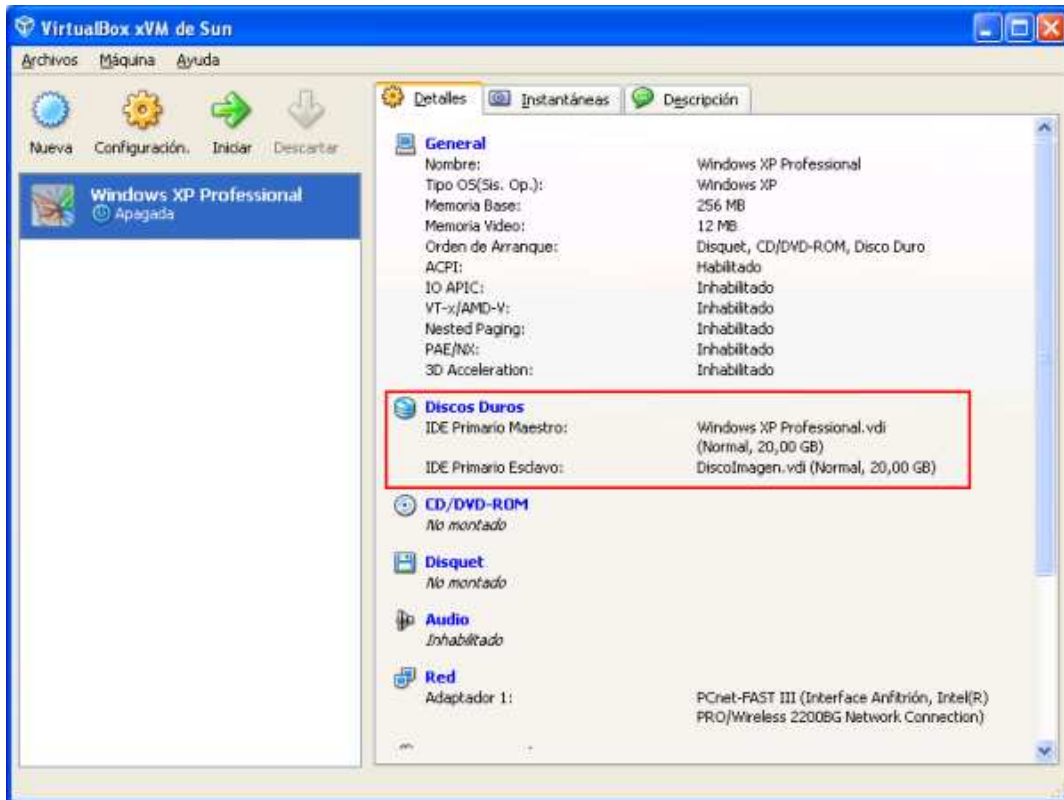 VirtualBox xVM de Sun
Archivos Máquina Ayuda
Nueva Configuración. Iniciar Descartar
Windows XP Professional
Apagada
Detalles Instantáneas Descripción
General
Nombre: Windows XP Professional
Tipo OS(Sis. Op.): Windows XP
Memoria Base: 256 MB
Memoria Video: 12 MB
Orden de Arranque: Disquet, CD/DVD-ROM, Disco Duro
ACPI: Habilitado
IO APIC: Inhabilitado
VT-x/AMD-V: Inhabilitado
Nested Paging: Inhabilitado
PAE/NX: Inhabilitado
3D Acceleration: Inhabilitado
Discos Duros
IDE Primario Maestro: Windows XP Professional.vdi
(Normal, 20,00 GB)
IDE Primario Esclavo: DiscoImagen.vdi (Normal, 20,00 GB)
CD/DVD-ROM
No montado
Disquet
No montado
Audio
Inhabilitado
Red
Adaptador 1: PCnet-FAST III (Interface Anfitrión, Intel(R)
PRO/Wireless 2200BG Network Connection)